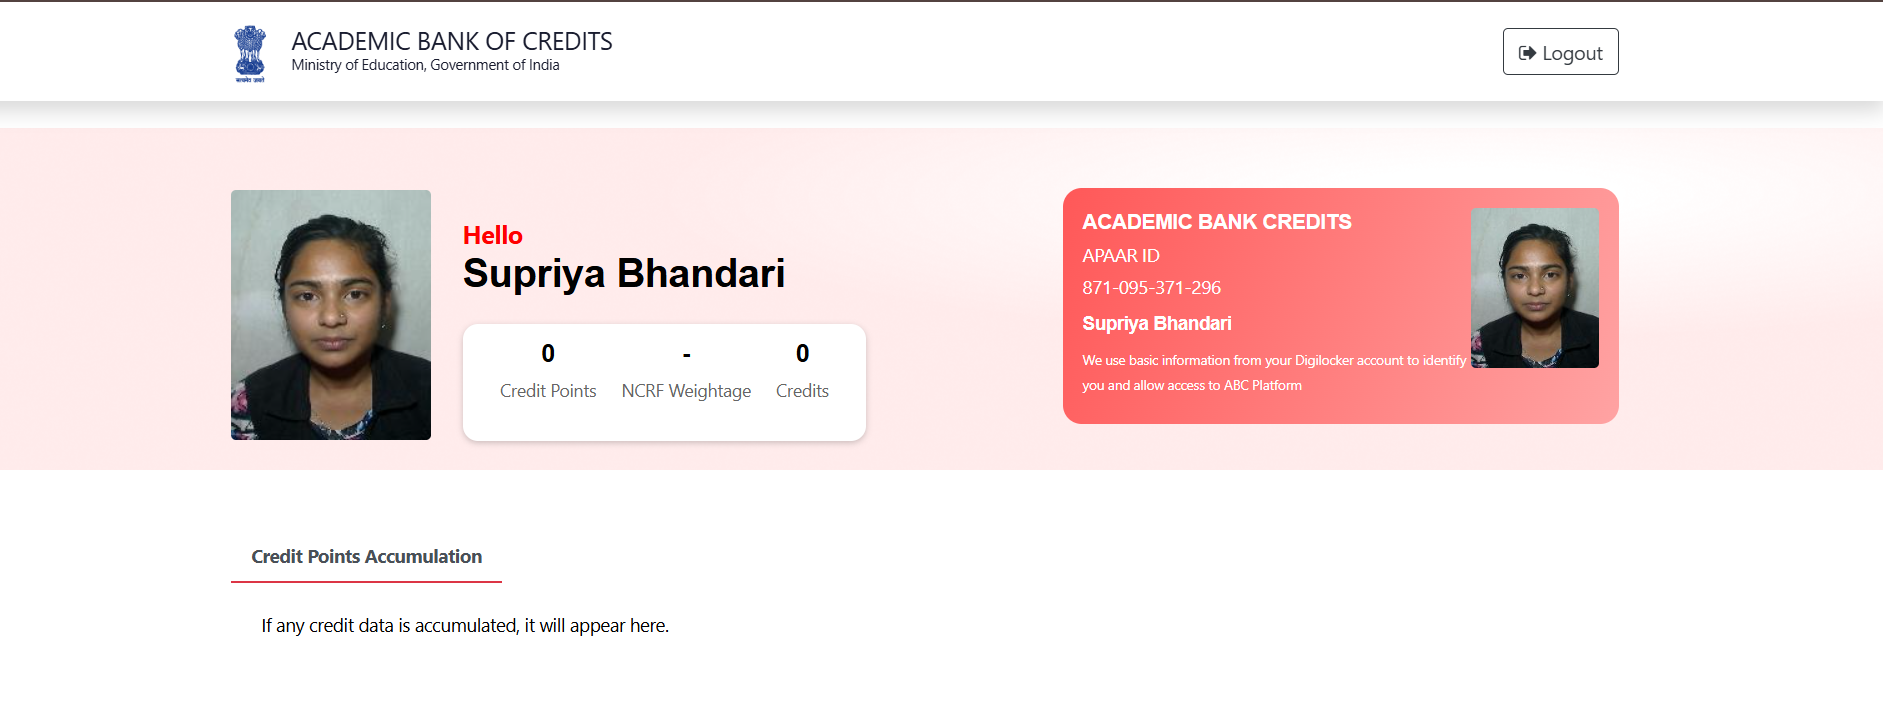 ACADEMIC BANK OF CREDITS
Ministry of Education, Government of India
सत्यमेव जयते
Logout
Hello
Supriya Bhandari
0
Credit Points
-
NCRF Weightage
0
Credits
ACADEMIC BANK CREDITS
APAAR ID
871-095-371-296
Supriya Bhandari
We use basic information from your Digilocker account to identify
you and allow access to ABC Platform
Credit Points Accumulation
If any credit data is accumulated, it will appear here.